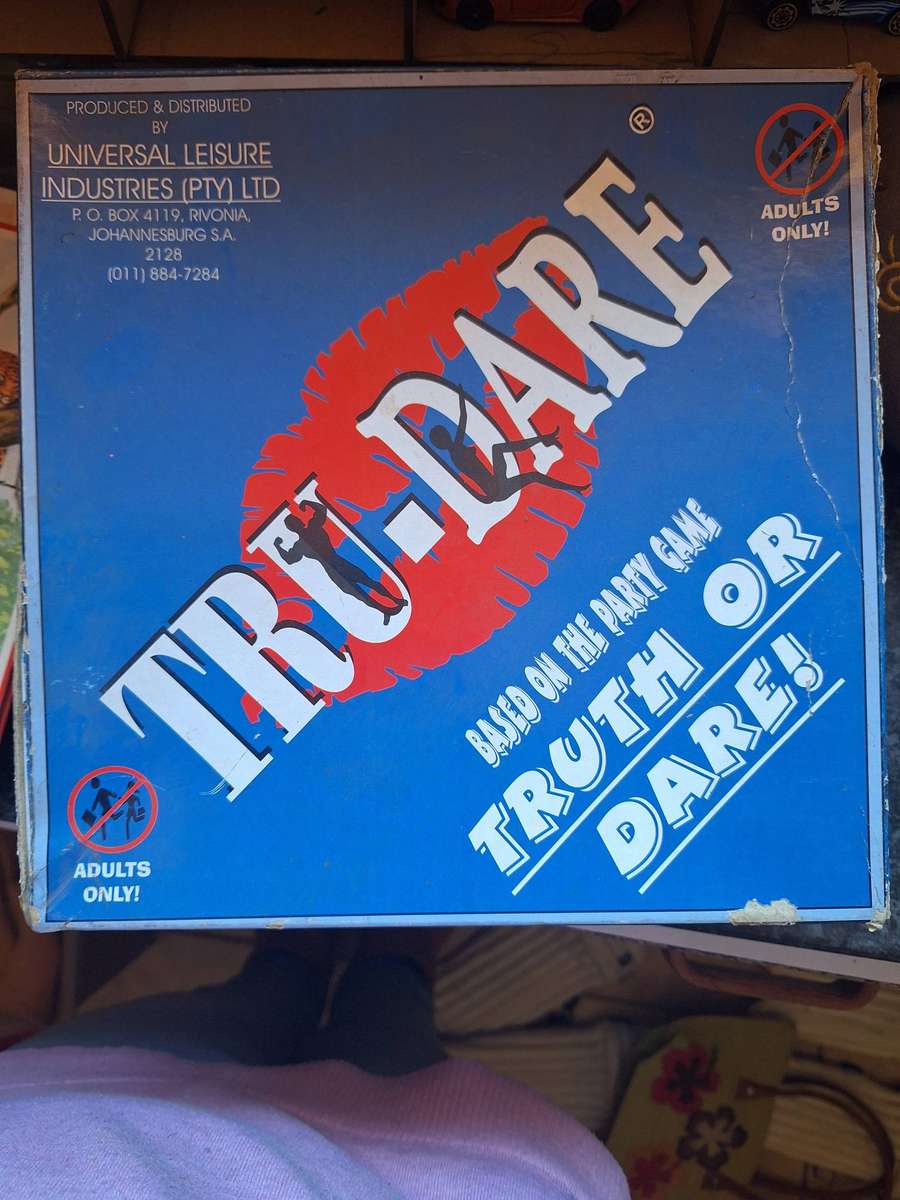 PRODUCED & DISTRIBUTED
BY
UNIVERSAL LEISURE
INDUSTRIES (PTY) LTD
P. O. BOX 4119, RIVONIA,
JOHANNESBURG S.A.
2128
(011) 884-7284
ADULTS
ONLY!
TRU-DARE®
BASED ON THE PARTY GAME
TRUTH OR
DARE!
ADULTS
ONLY!